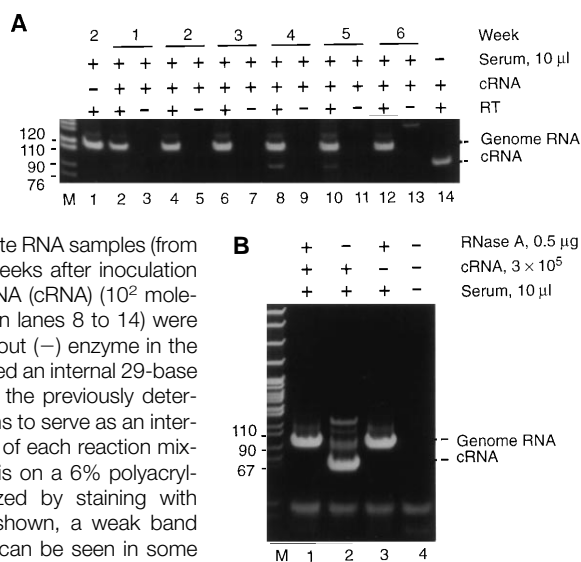 A
2 1 2 3 4 5 6 Week
+ + + + + + + + + + + + + − Serum, 10 µl
− + + + + + + + + + + + + + cRNA
+ + − + − + − + − + − + − + RT
120
110
90
76
Genome RNA
cRNA
M 1 2 3 4 5 6 7 8 9 10 11 12 13 14
te RNA samples (from
eeks after inoculation
NA (cRNA) (10² mole-
n lanes 8 to 14) were
out (−) enzyme in the
ed an internal 29-base
the previously deter-
ns to serve as an inter-
of each reaction mix-
is on a 6% polyacryl-
zed by staining with
shown, a weak band
can be seen in some
B
+ − + − RNase A, 0.5 µg
+ + − − cRNA, 3 × 10⁵
+ + + − Serum, 10 µl
110
90
67
Genome RNA
cRNA
M 1 2 3 4